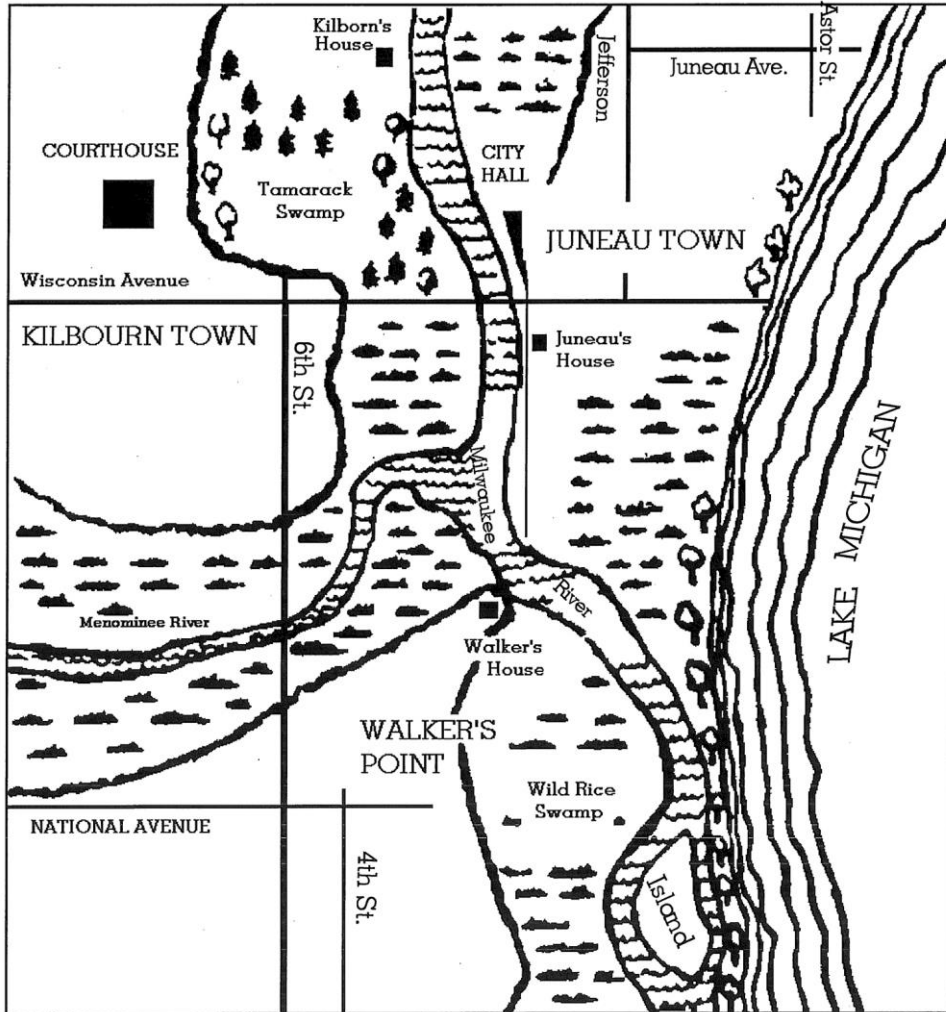 Kilborn's
House
Jefferson
Astor St.
Juneau Ave.
COURTHOUSE
CITY
HALL
Tamarack
Swamp
JUNEAU TOWN
Wisconsin Avenue
KILBOURN TOWN
6th St.
Juneau's
House
Milwaukee
River
LAKE MICHIGAN
Menominee River
Walker's
House
WALKER'S
POINT
Wild Rice
Swamp
NATIONAL AVENUE
4th St.
Island